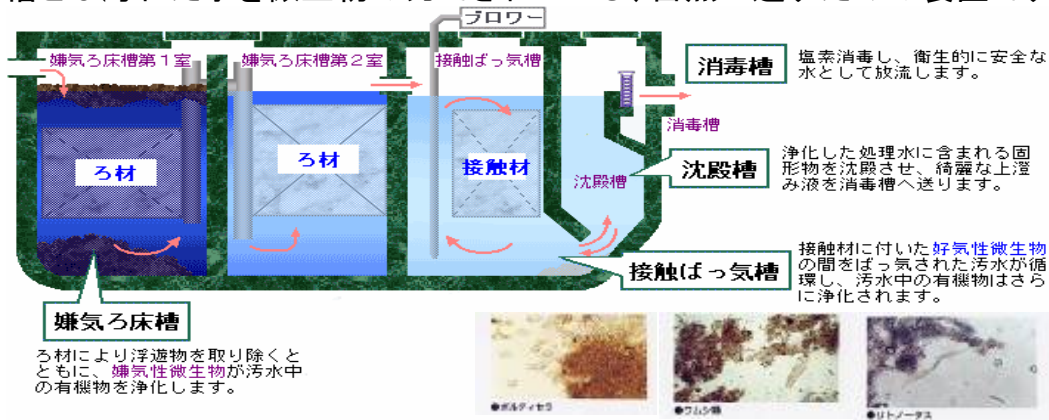 ブロワー
嫌気ろ床槽第1室
嫌気ろ床槽第2室
接触ばっ気槽
消毒槽
塩素消毒し、衛生的に安全な
水として放流します。
消毒槽
ろ材
ろ材
接触材
沈殿槽
沈殿槽
浄化した処理水に含まれる固
形物を沈殿させ、綺麗な上澄
み液を消毒槽へ送ります。
接触ばっ気槽
接触材に付いた好気性微生物
の間をばっ気された汚水が循
環し、汚水中の有機物はさら
に浄化されます。
嫌気ろ床槽
ろ材により浮遊物を取り除くと
ともに、嫌気性微生物が汚水中
の有機物を浄化します。
●ボルティセラ
●リトノータス